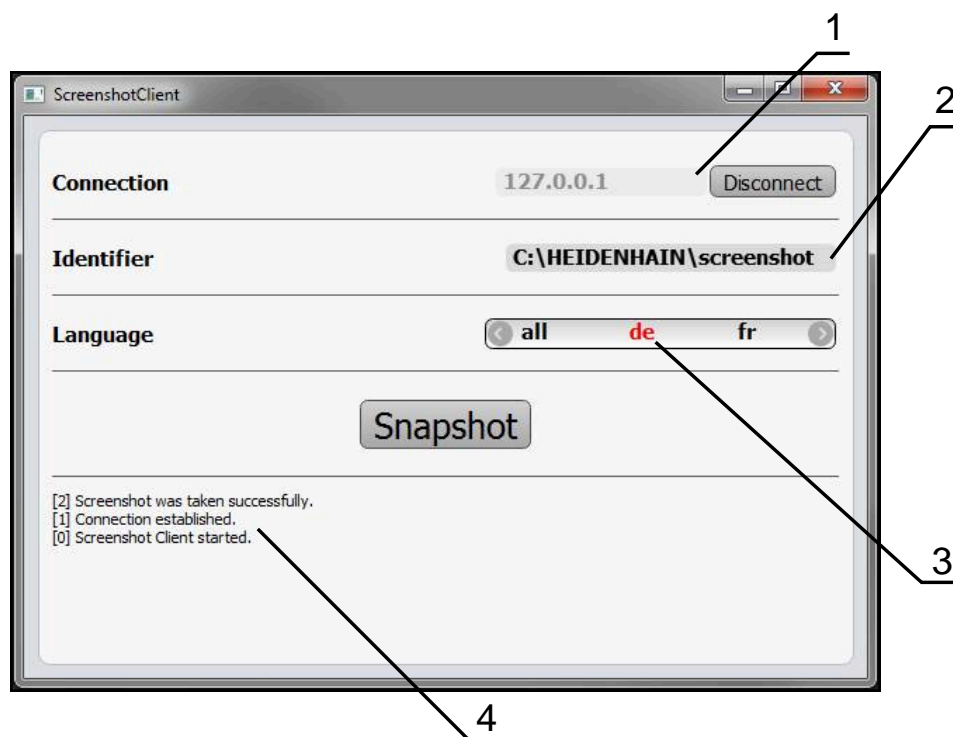 1
ScreenshotClient
2
Connection 127.0.0.1 Disconnect
Identifier C:\HEIDENHAIN\screenshot
Language all de fr
Snapshot
[2] Screenshot was taken successfully.
[1] Connection established.
[0] Screenshot Client started.
3
4